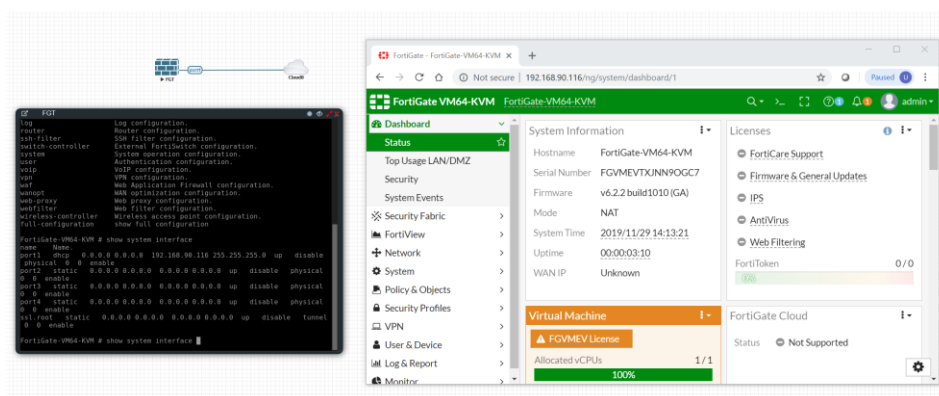 port1
FGT
Cloud0
FGT
log Log configuration.
router Router configuration.
ssh-filter SSH filter configuration.
switch-controller External FortiSwitch configuration.
system System operation configuration.
user Authentication configuration.
voip VoIP configuration.
vpn VPN configuration.
waf Web Application Firewall configuration.
wanopt WAN optimization configuration.
web-proxy Web proxy configuration.
webfilter Web filter configuration.
wireless-controller Wireless access point configuration.
full-configuration show full configuration
FortiGate-VM64-KVM # show system interface
name Name.
port1 dhcp 0.0.0.0 0.0.0.0 192.168.90.116 255.255.255.0 up disable
physical 0 0 enable
port2 static 0.0.0.0 0.0.0.0 0.0.0.0 0.0.0.0 up disable physical
0 0 enable
port3 static 0.0.0.0 0.0.0.0 0.0.0.0 0.0.0.0 up disable physical
0 0 enable
port4 static 0.0.0.0 0.0.0.0 0.0.0.0 0.0.0.0 up disable physical
0 0 enable
ssl.root static 0.0.0.0 0.0.0.0 0.0.0.0 0.0.0.0 up disable tunnel
0 0 enable
FortiGate-VM64-KVM # show system interface
FortiGate - FortiGate-VM64-KVM
Not secure | 192.168.90.116/ng/system/dashboard/1
Paused U
FortiGate VM64-KVM FortiGate-VM64-KVM
admin
Dashboard
Status
Top Usage LAN/DMZ
Security
System Events
Security Fabric
FortiView
Network
System
Policy & Objects
Security Profiles
VPN
User & Device
Log & Report
Monitor
System Information
Hostname FortiGate-VM64-KVM
Serial Number FGVMEVTXJNN9OGC7
Firmware v6.2.2 build1010 (GA)
Mode NAT
System Time 2019/11/29 14:13:21
Uptime 00:00:03:10
WAN IP Unknown
Licenses
FortiCare Support
Firmware & General Updates
IPS
AntiVirus
Web Filtering
FortiToken 0 / 0
0%
Virtual Machine
FGVMEV License
Allocated vCPUs 1 / 1
100%
FortiGate Cloud
Status Not Supported